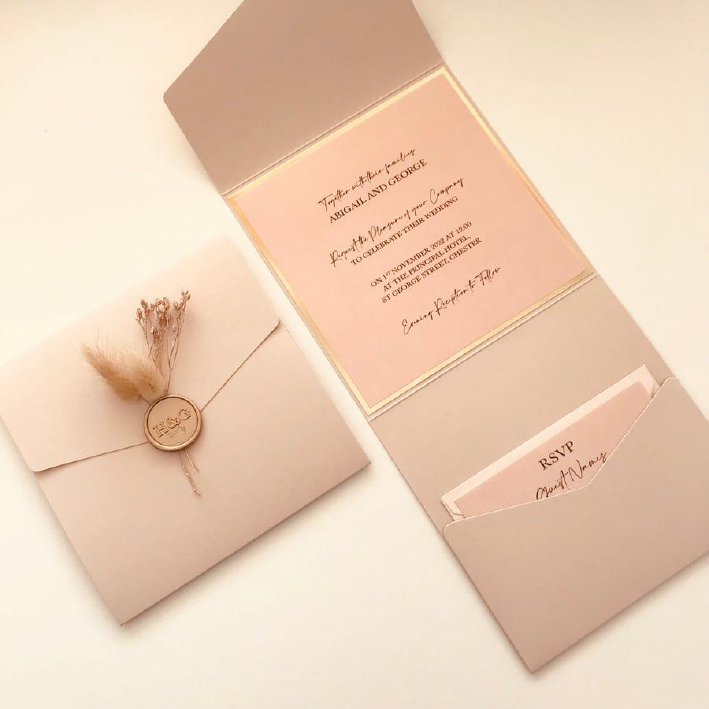 Together with their families
ABIGAIL AND GEORGE
Request the Pleasure of your Company
TO CELEBRATE THEIR WEDDING
ON 1ST NOVEMBER 2022 AT 12:00
AT THE PRINCIPAL HOTEL,
ST GEORGE STREET, CHESTER
Evening Reception to Follow
H&G
RSVP
Guest Names